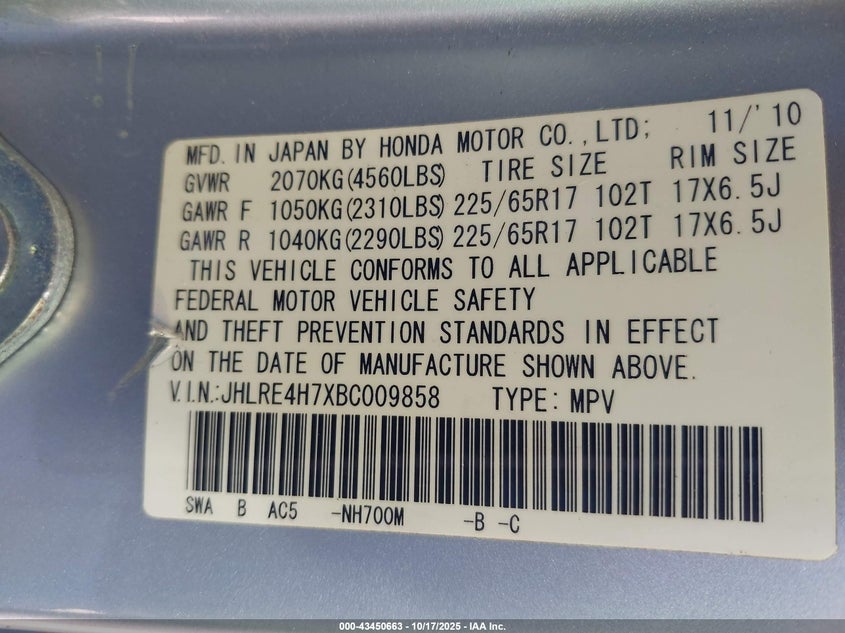 MFD. IN JAPAN BY HONDA MOTOR CO.,LTD; 11/'10
GVWR 2070KG(4560LBS) TIRE SIZE RIM SIZE
GAWR F 1050KG(2310LBS) 225/65R17 102T 17X6.5J
GAWR R 1040KG(2290LBS) 225/65R17 102T 17X6.5J
THIS VEHICLE CONFORMS TO ALL APPLICABLE
FEDERAL MOTOR VEHICLE SAFETY
AND THEFT PREVENTION STANDARDS IN EFFECT
ON THE DATE OF MANUFACTURE SHOWN ABOVE.
V.I.N.:JHLRE4H7XBC009858 TYPE: MPV
SWA B AC5 -NH700M -B -C
000-43450663 - 10/17/2025 - IAA Inc.